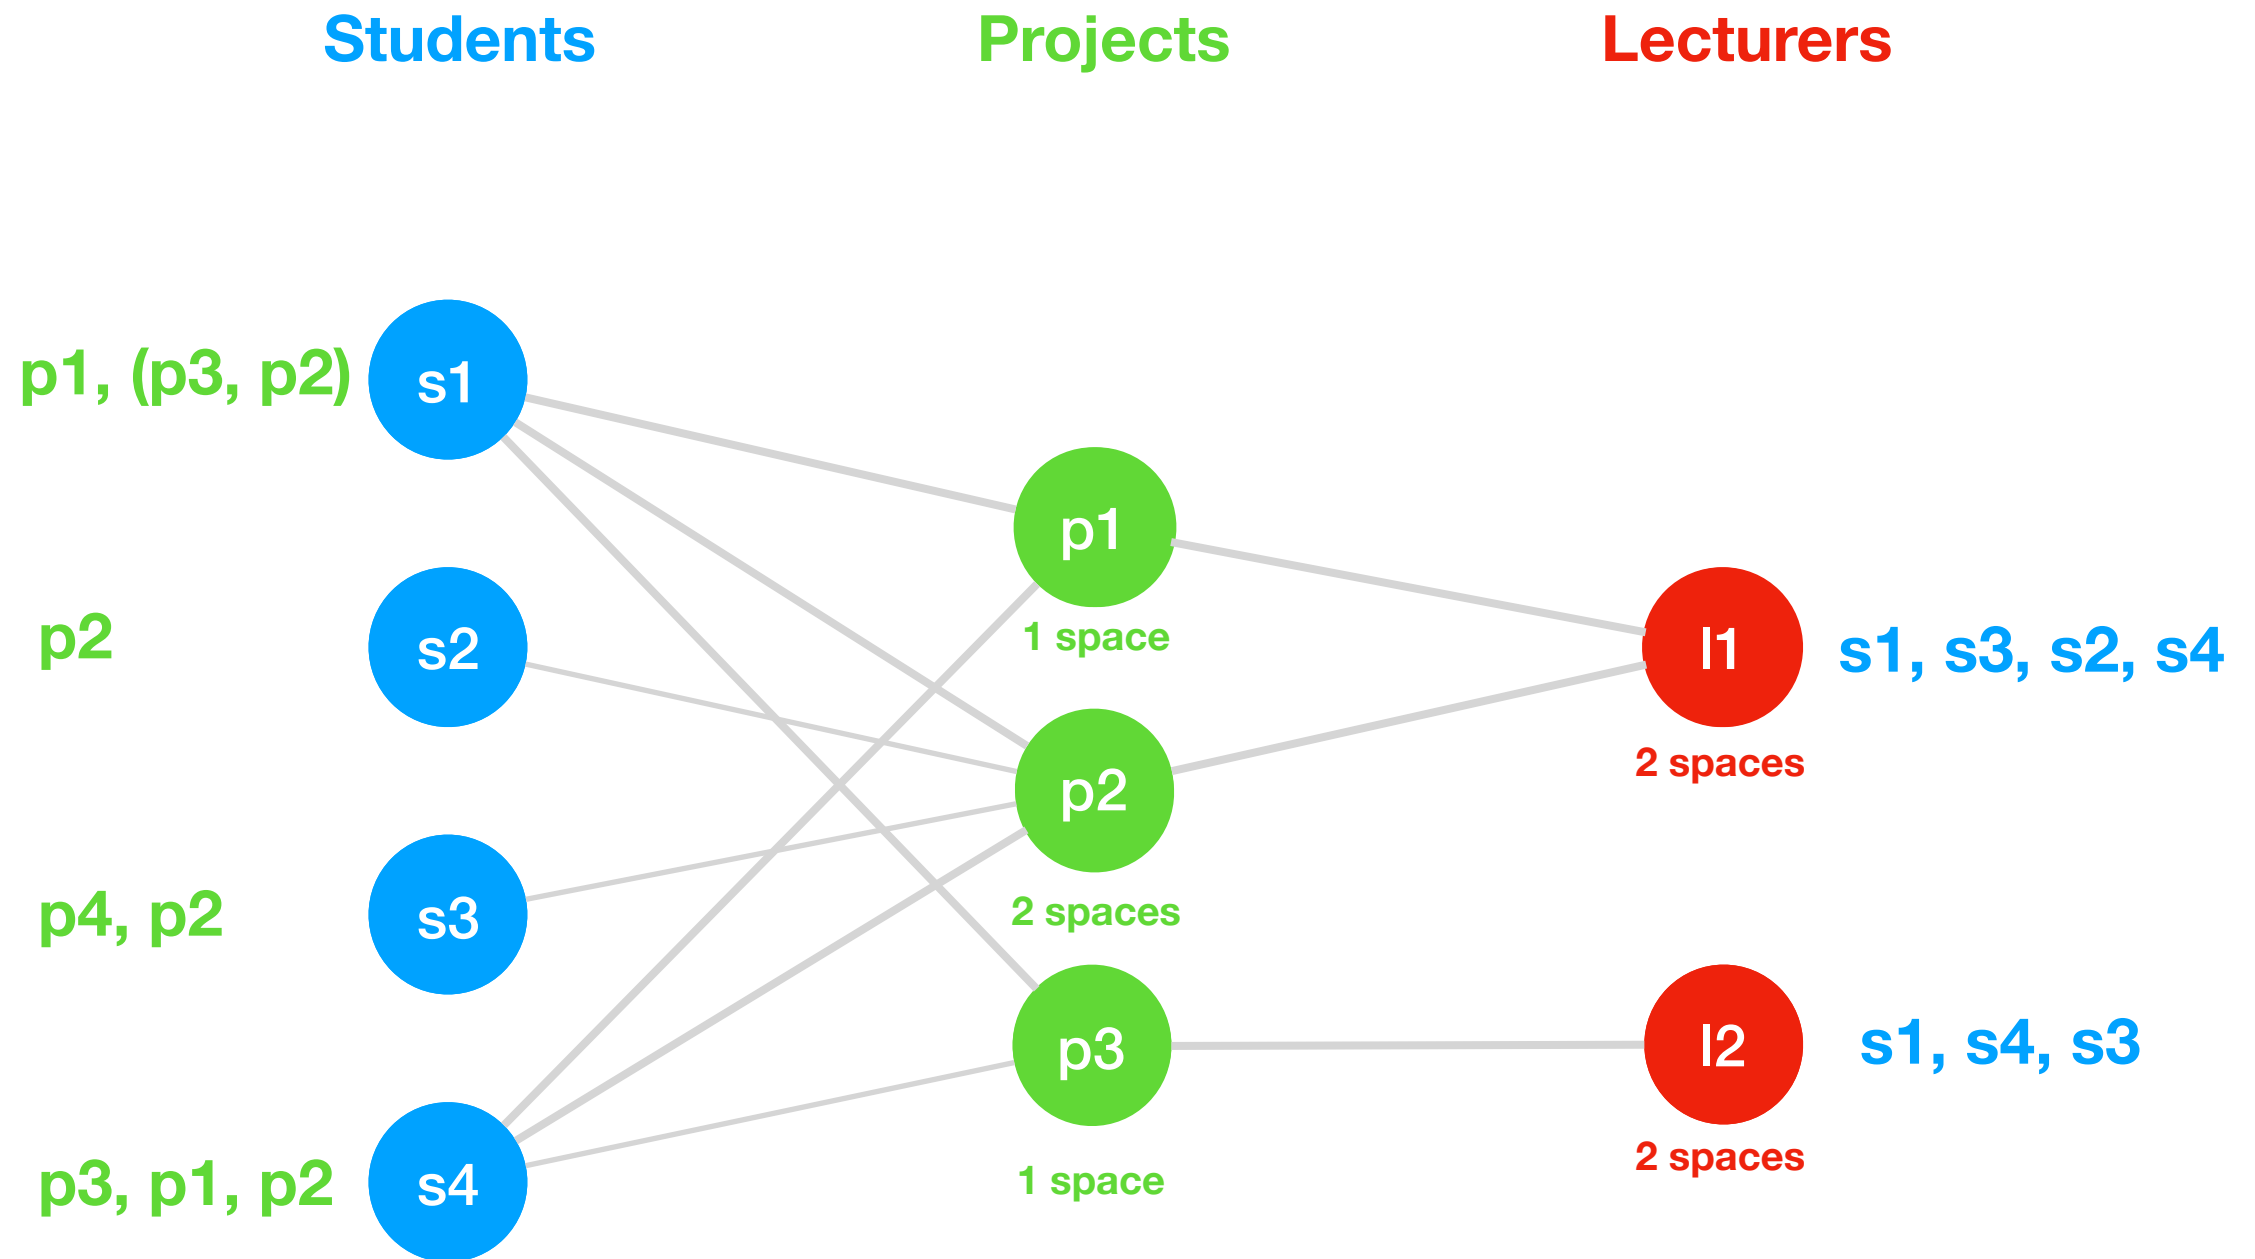 Students Projects Lecturers
p1, (p3, p2) s1
p1
1 space
p2 s2 l1 s1, s3, s2, s4
2 spaces
p2
2 spaces
p4, p2 s3
p3 l2 s1, s4, s3
1 space 2 spaces
p3, p1, p2 s4